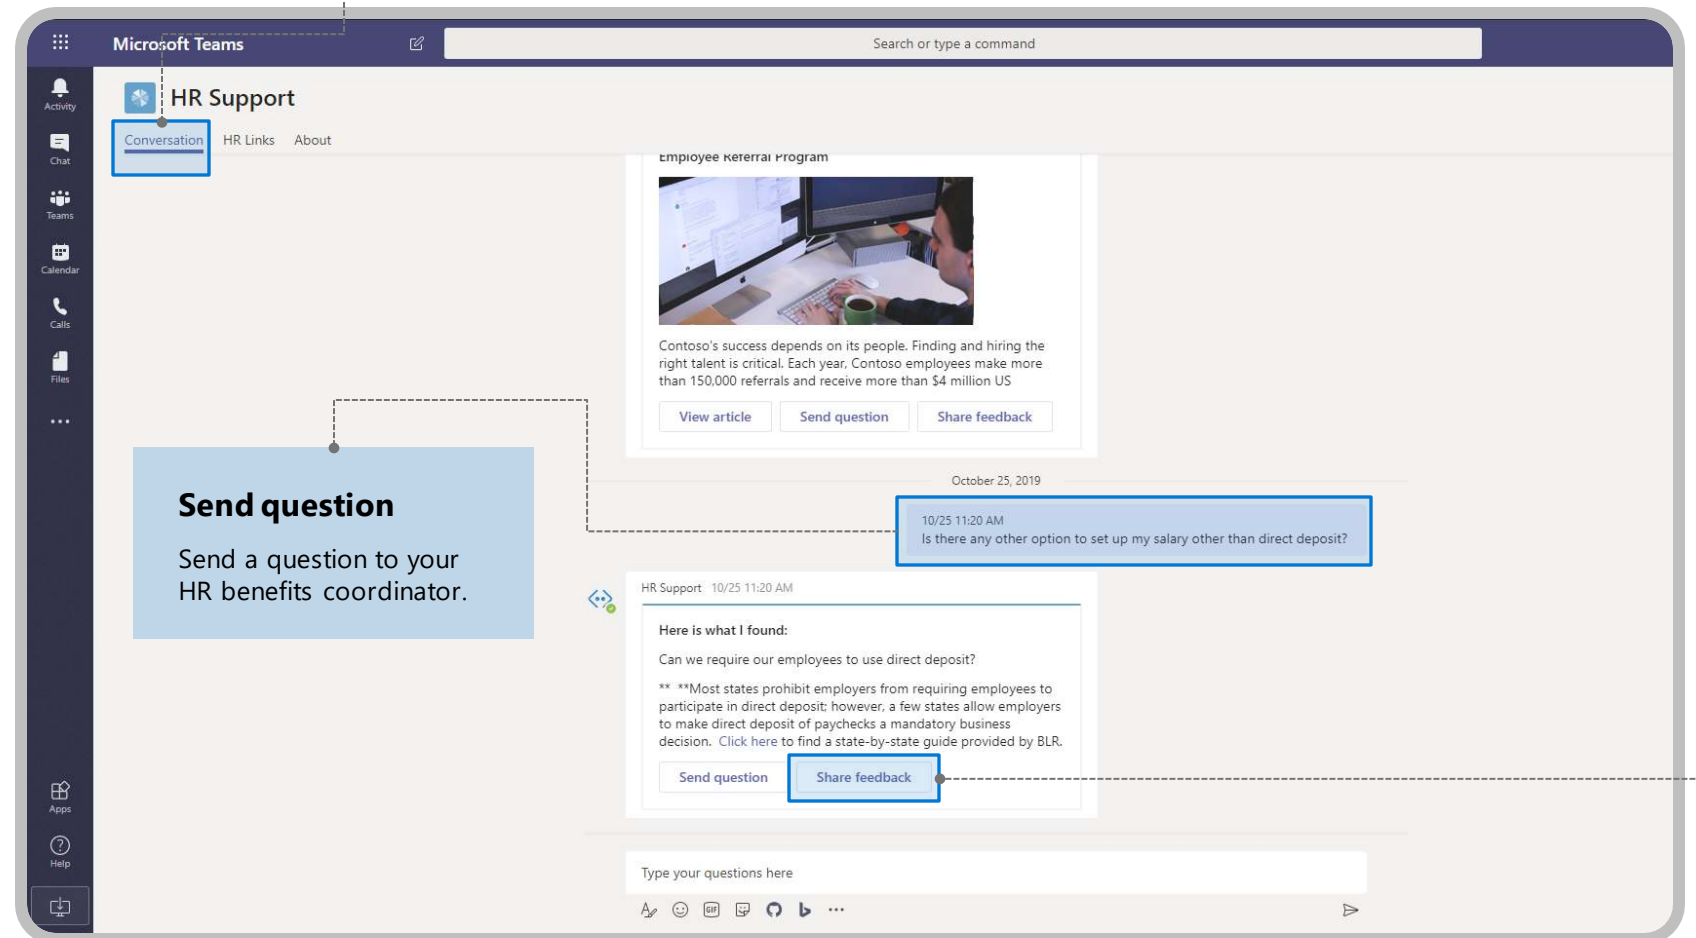 Microsoft Teams
Search or type a command
Activity
Chat
Teams
Calendar
Calls
Files
Apps
Help
HR Support
Conversation HR Links About
Employee Referral Program
Contoso's success depends on its people. Finding and hiring the
right talent is critical. Each year, Contoso employees make more
than 150,000 referrals and receive more than $4 million US
View article Send question Share feedback
Send question
Send a question to your
HR benefits coordinator.
October 25, 2019
10/25 11:20 AM
Is there any other option to set up my salary other than direct deposit?
HR Support 10/25 11:20 AM
Here is what I found:
Can we require our employees to use direct deposit?
** **Most states prohibit employers from requiring employees to
participate in direct deposit; however, a few states allow employers
to make direct deposit of paychecks a mandatory business
decision. Click here to find a state-by-state guide provided by BLR.
Send question Share feedback
Type your questions here
GIF